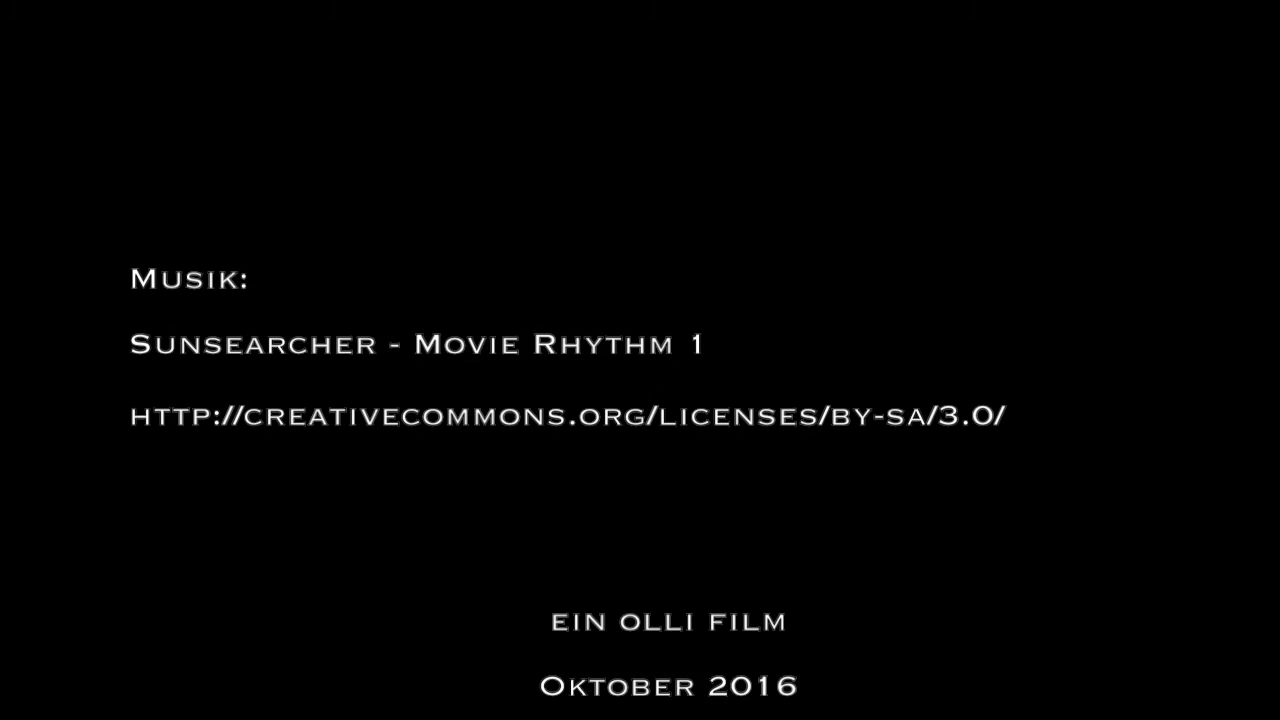 Musik:
Sunsearcher - Movie Rhythm 1
http://creativecommons.org/licenses/by-sa/3.0/
ein olli film
Oktober 2016